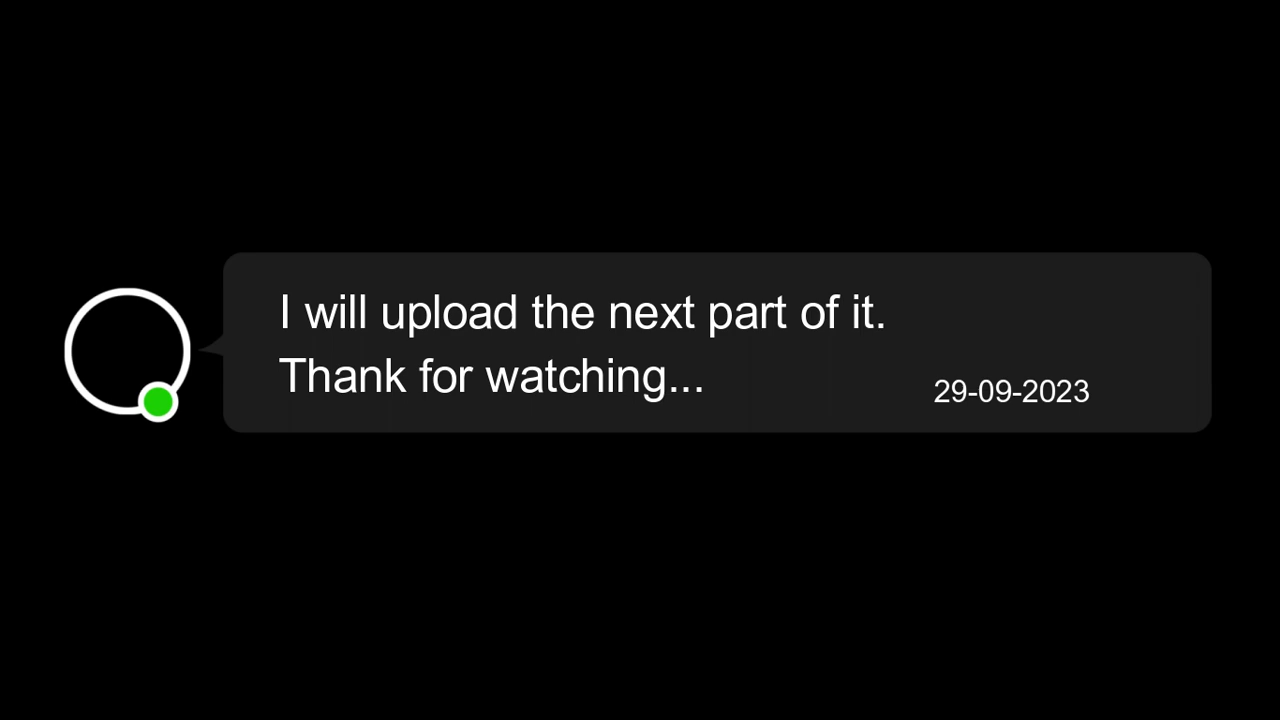 I will upload the next part of it.
Thank for watching...
29-09-2023